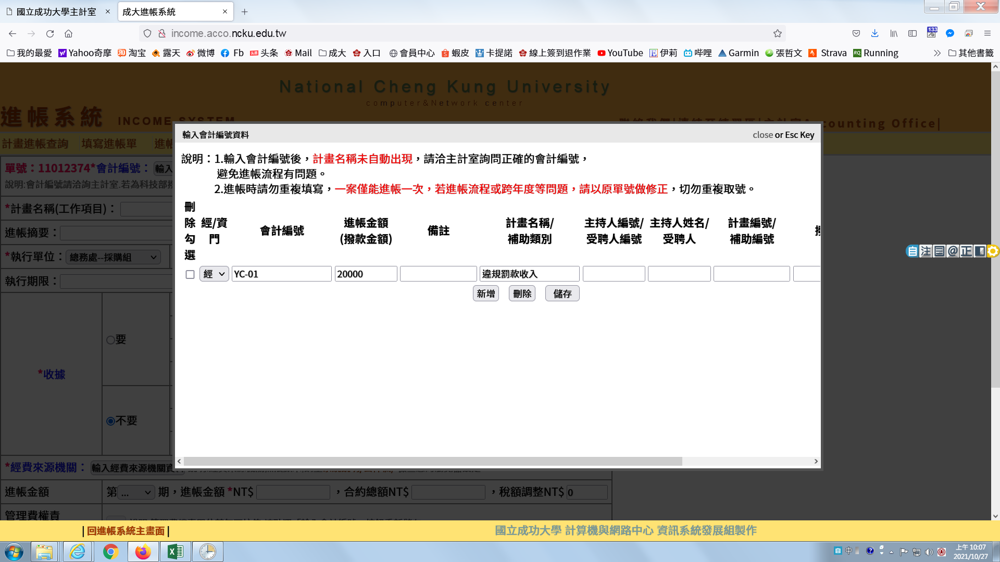 國立成功大學主計室
成大進帳系統
income.acco.ncku.edu.tw
133
我的最愛 Yahoo奇摩 淘宝 露天 微博 Fb 头条 Mail 成大 入口 會員中心 蝦皮 卡提諾 線上簽到退作業 YouTube 伊莉 哔哩 Garmin 張哲文 Strava Running 其他書籤
National Cheng Kung University
computer&Network center
進帳系統 INCOME SYSTEM
counting Office|
計畫進帳查詢 填寫進帳單 進帳
輸入會計編號資料
close or Esc Key
說明：1.輸入會計編號後，計畫名稱未自動出現，請洽主計室詢問正確的會計編號，
避免進帳流程有問題。
2.進帳時請勿重複填寫，一案僅能進帳一次，若進帳流程或跨年度等問題，請以原單號做修正，切勿重複取號。
刪除勾選 經/資門 會計編號 進帳金額/(撥款金額) 備註 計畫名稱/補助類別 主持人編號/受聘人編號 主持人姓名/受聘人 計畫編號/補助編號
經 YC-01 20000 違規罰款收入
新增 刪除 儲存
單號：11012374*會計編號： 輸入
說明:會計編號請洽詢主計室.若為科技部
*計畫名稱(工作項目)：
進帳摘要：
*執行單位： 總務處--採購組
執行期限：
*收據
要
不要
*經費來源機關： 輸入經費來源機關資
進帳金額 第 ... 期，進帳金額 *NT$ ，合約總額NT$ ，稅額調整NT$ 0
管理費權責
自 注 @ 正
| 回進帳系統主畫面 |
國立成功大學 計算機與網路中心 資訊系統發展組製作
自 中
上午 10:07
2021/10/27